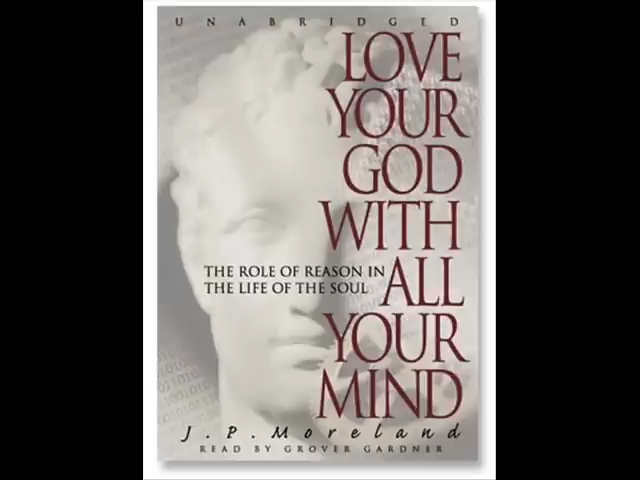 UNABRIDGED
LOVE
YOUR
GOD
WITH
THE ROLE OF REASON IN
THE LIFE OF THE SOUL
ALL
YOUR
MIND
J.P. Moreland
READ BY GROVER GARDNER